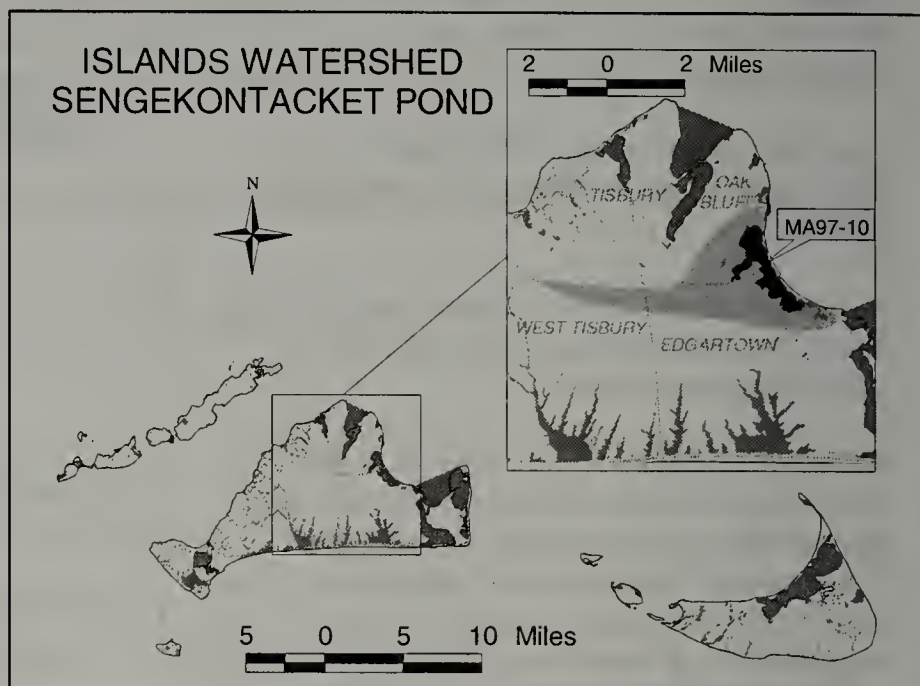 ISLANDS WATERSHED
SENGEKONTACKET POND
2 0 2 Miles
N
TISBURY
OAK
BLUFF
MA97-10
WEST TISBURY
EDGARTOWN
5 0 5 10 Miles